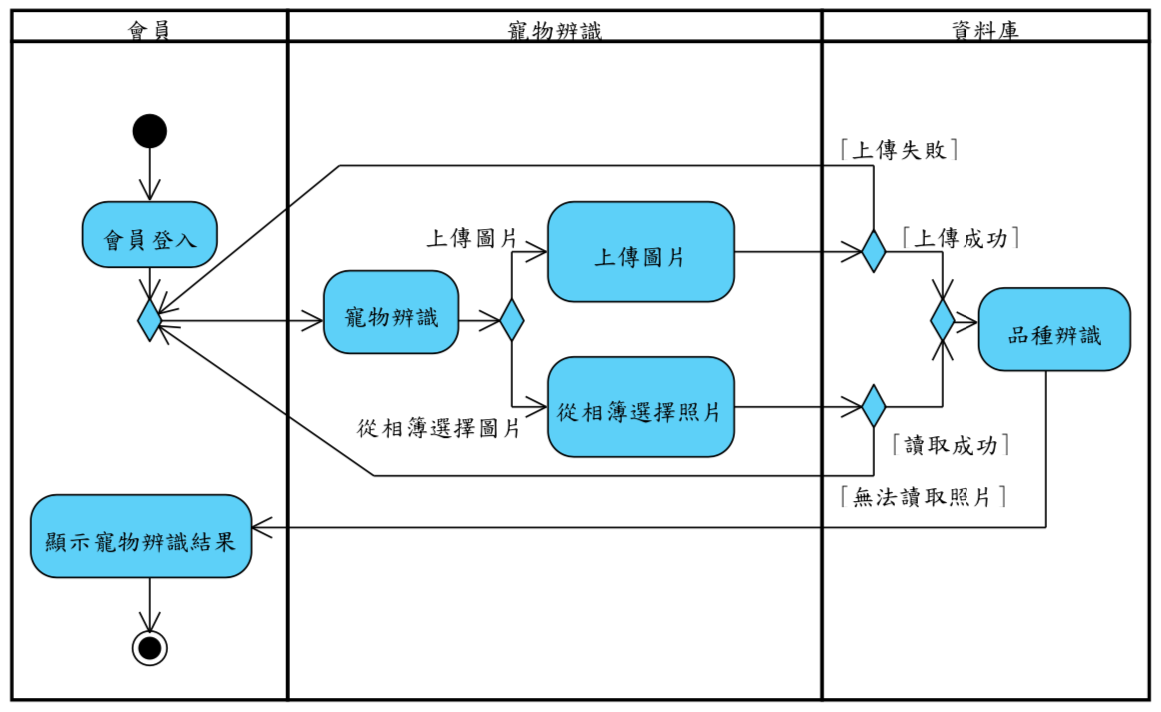 會員
寵物辨識
資料庫
「上傳失敗」
會員登入
上傳圖片
上傳圖片
「上傳成功」
寵物辨識
品種辨識
從相簿選擇圖片
從相簿選擇照片
「讀取成功」
「無法讀取照片」
顯示寵物辨識結果